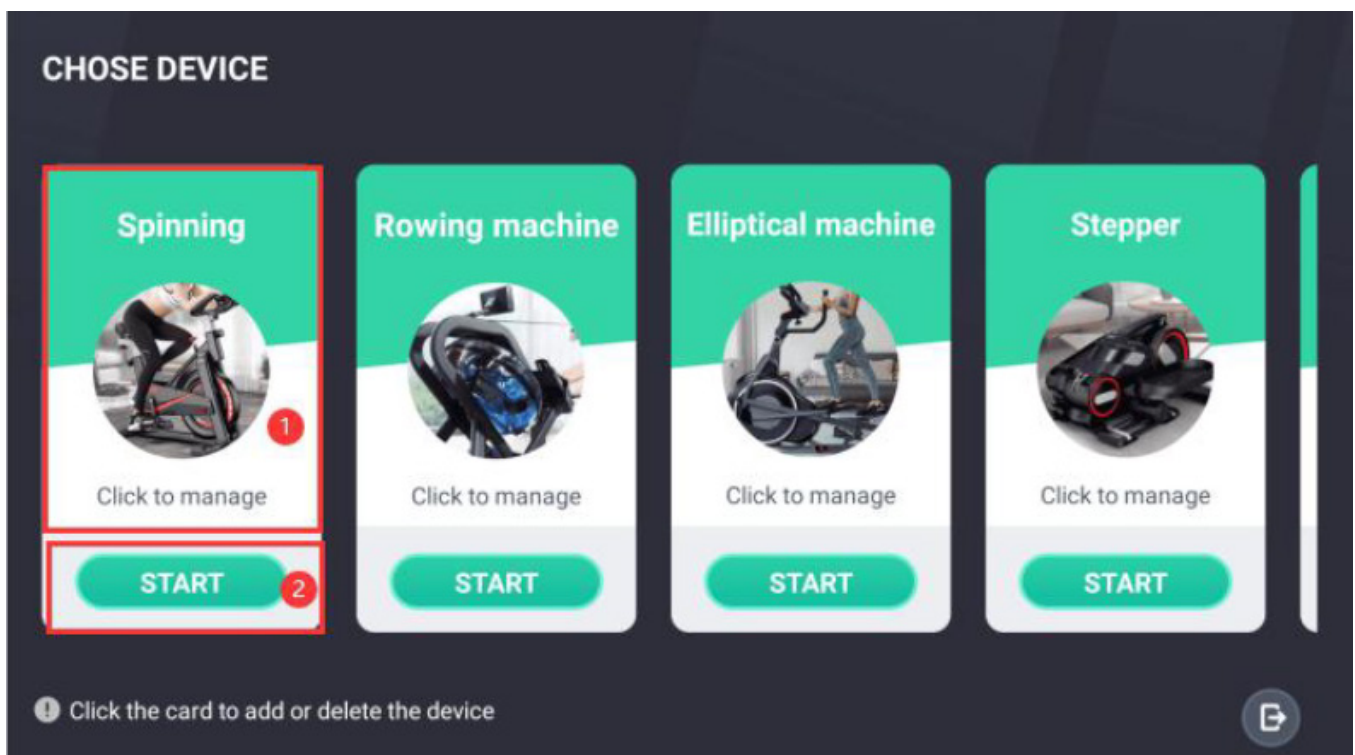 CHOSE DEVICE
Spinning
Rowing machine
Elliptical machine
Stepper
1
Click to manage
Click to manage
Click to manage
Click to manage
START
2
START
START
START
Click the card to add or delete the device